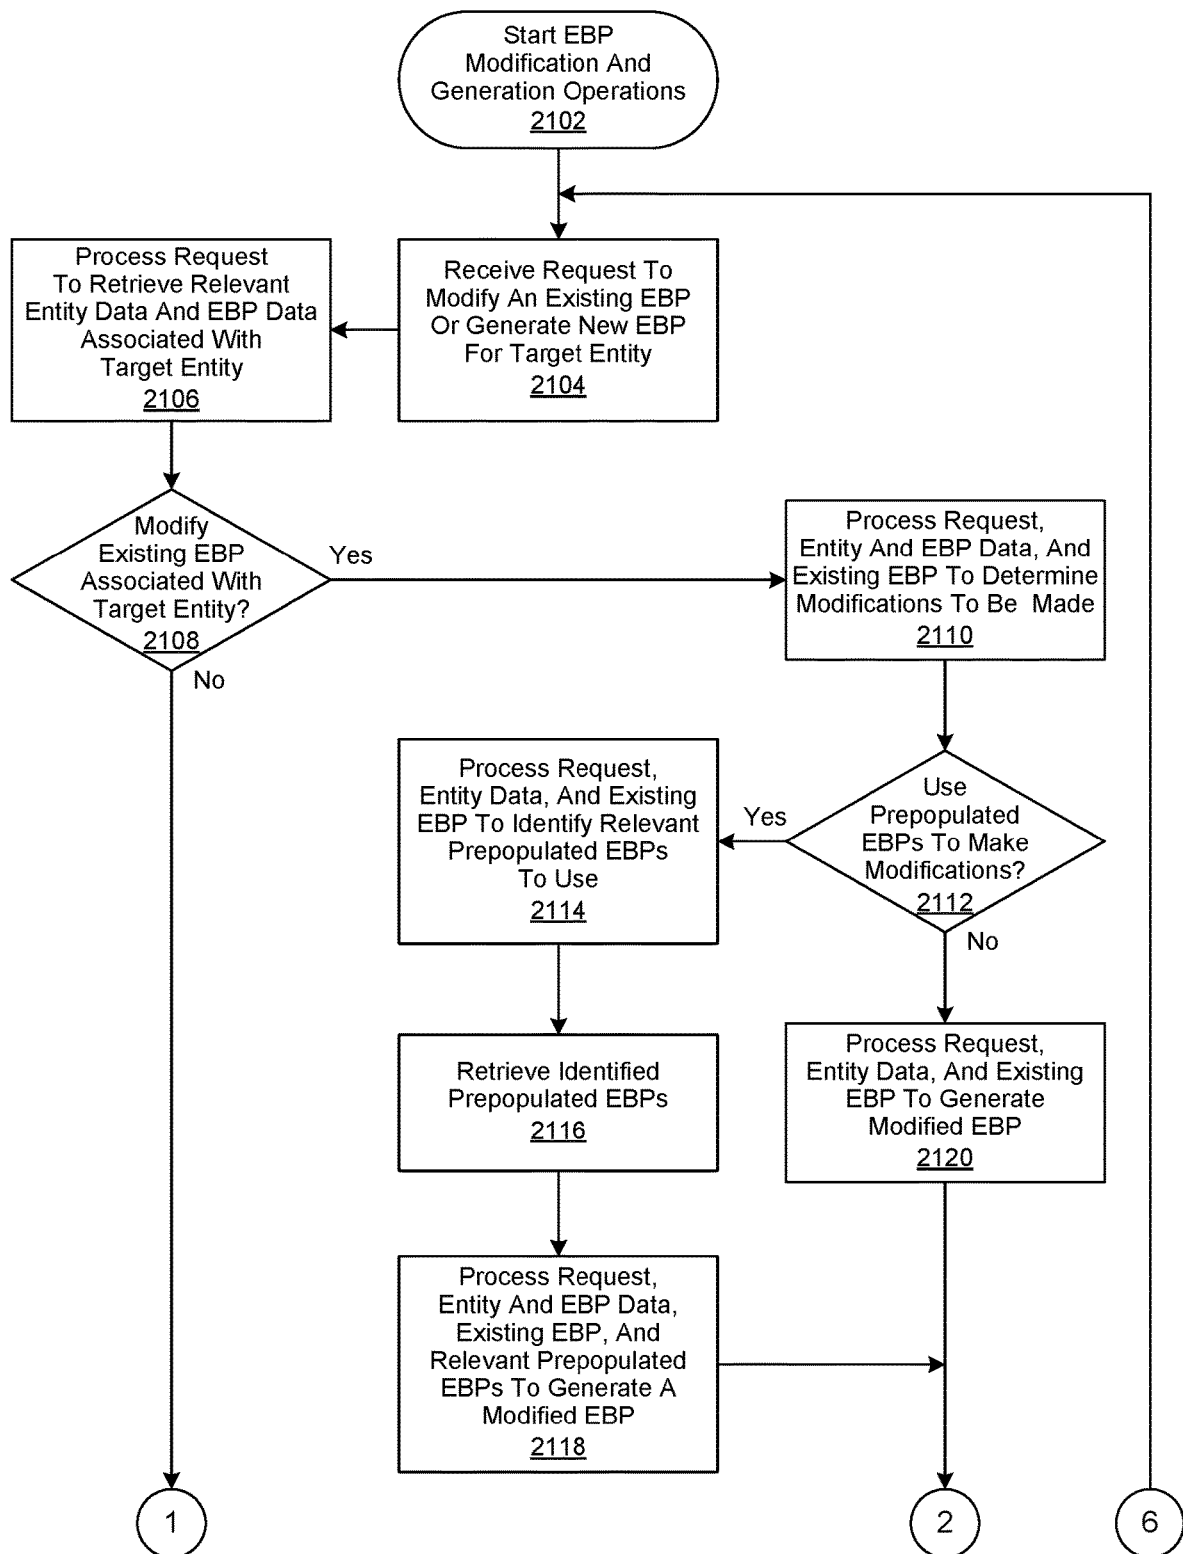 Start EBP
Modification And
Generation Operations
2102
Process Request
To Retrieve Relevant
Entity Data And EBP Data
Associated With
Target Entity
2106
Receive Request To
Modify An Existing EBP
Or Generate New EBP
For Target Entity
2104
Modify
Existing EBP
Associated With
Target Entity?
2108
Yes
No
Process Request,
Entity And EBP Data, And
Existing EBP To Determine
Modifications To Be Made
2110
Use
Prepopulated
EBPs To Make
Modifications?
2112
Yes
No
Process Request,
Entity Data, And Existing
EBP To Identify Relevant
Prepopulated EBPs
To Use
2114
Retrieve Identified
Prepopulated EBPs
2116
Process Request,
Entity Data, And Existing
EBP To Generate
Modified EBP
2120
Process Request,
Entity And EBP Data,
Existing EBP, And
Relevant Prepopulated
EBPs To Generate A
Modified EBP
2118
1
2
6